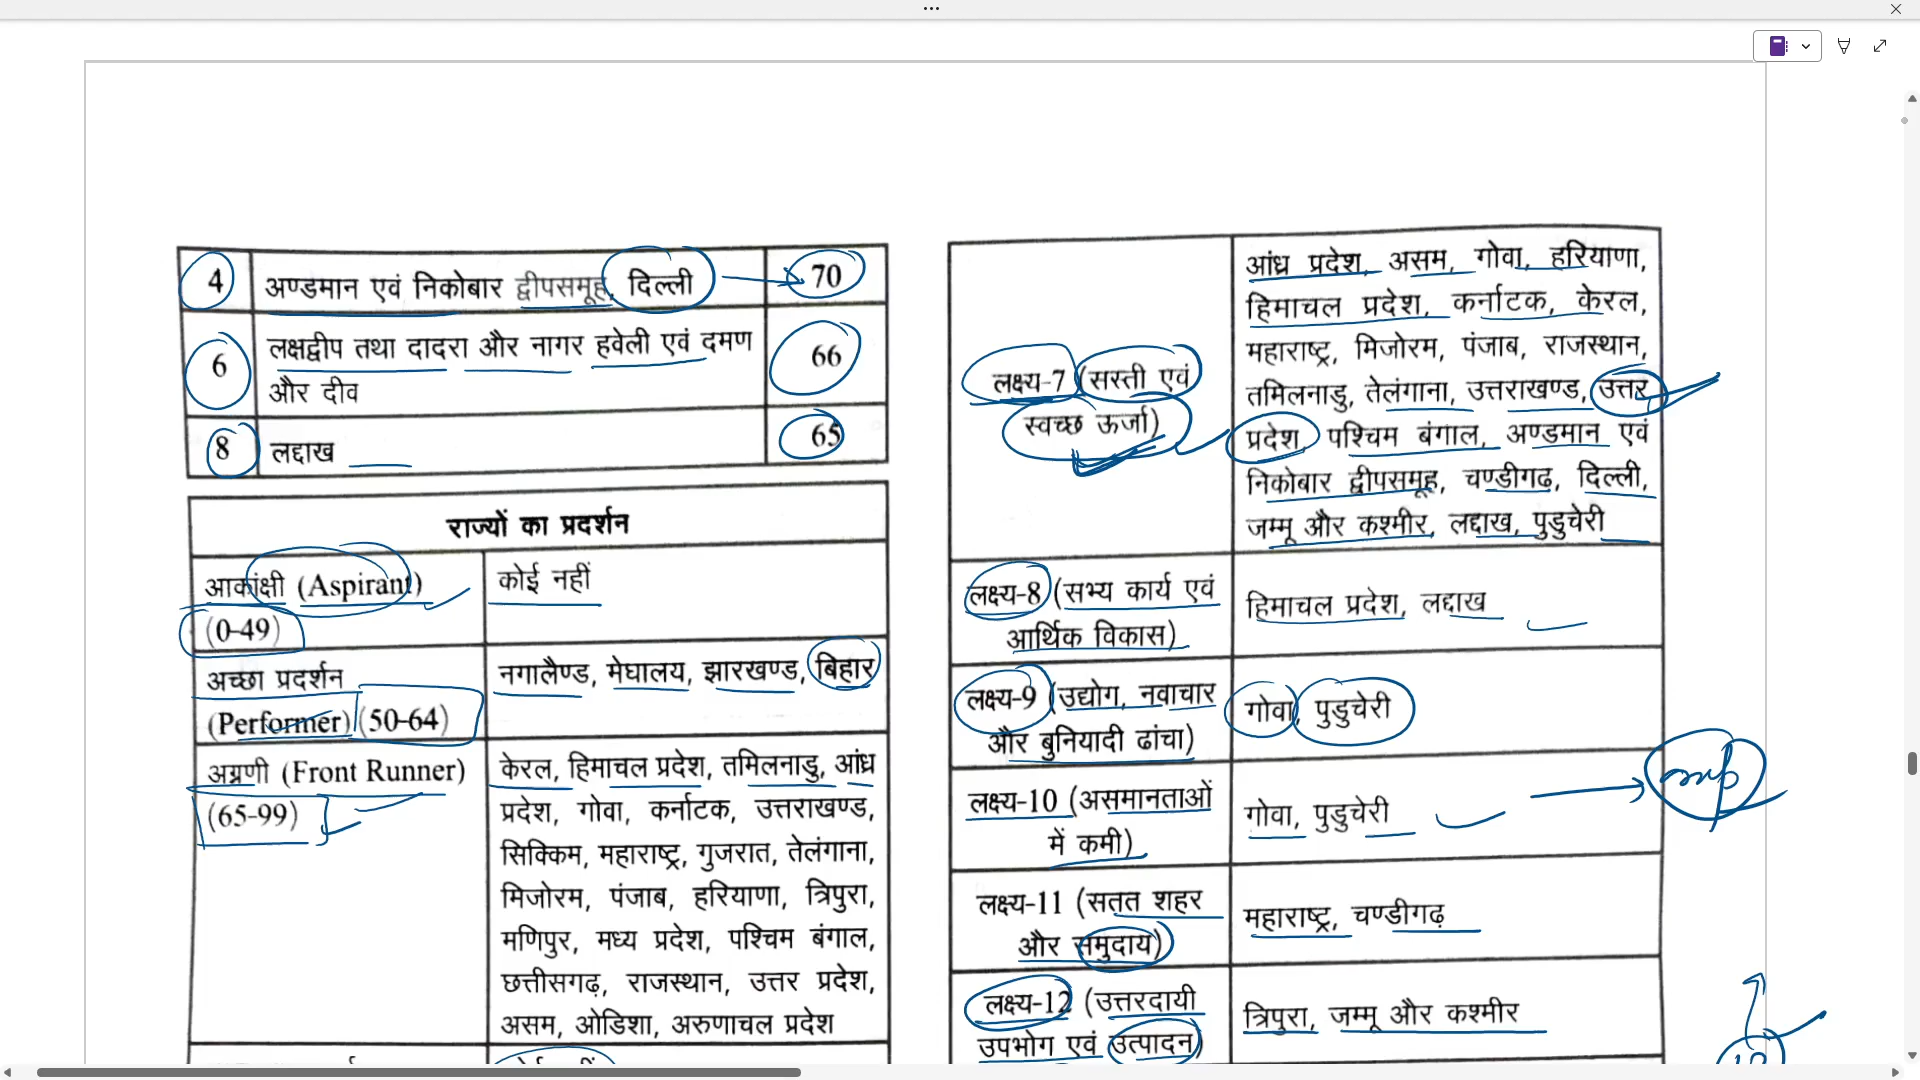 4 अण्डमान एवं निकोबार द्वीपसमूह, दिल्ली 70
6 लक्षद्वीप तथा दादरा और नागर हवेली एवं दमण 66
और दीव
8 लद्दाख 65
राज्यों का प्रदर्शन
आकांक्षी (Aspirant) कोई नहीं
(0-49)
अच्छा प्रदर्शन नगालैण्ड, मेघालय, झारखण्ड, बिहार
(Performer) (50-64)
अग्रणी (Front Runner) केरल, हिमाचल प्रदेश, तमिलनाडु, आंध्र
(65-99) प्रदेश, गोवा, कर्नाटक, उत्तराखण्ड,
सिक्किम, महाराष्ट्र, गुजरात, तेलंगाना,
मिजोरम, पंजाब, हरियाणा, त्रिपुरा,
मणिपुर, मध्य प्रदेश, पश्चिम बंगाल,
छत्तीसगढ़, राजस्थान, उत्तर प्रदेश,
असम, ओडिशा, अरुणाचल प्रदेश
आंध्र प्रदेश, असम, गोवा, हरियाणा,
हिमाचल प्रदेश, कर्नाटक, केरल,
महाराष्ट्र, मिजोरम, पंजाब, राजस्थान,
लक्ष्य-7 (सस्ती एवं तमिलनाडु, तेलंगाना, उत्तराखण्ड, उत्तर
स्वच्छ ऊर्जा) प्रदेश, पश्चिम बंगाल, अण्डमान एवं
निकोबार द्वीपसमूह, चण्डीगढ़, दिल्ली,
जम्मू और कश्मीर, लद्दाख, पुडुचेरी
लक्ष्य-8 (सभ्य कार्य एवं हिमाचल प्रदेश, लद्दाख
आर्थिक विकास)
लक्ष्य-9 (उद्योग, नवाचार गोवा, पुडुचेरी
और बुनियादी ढांचा)
लक्ष्य-10 (असमानताओं गोवा, पुडुचेरी
में कमी)
लक्ष्य-11 (सतत शहर महाराष्ट्र, चण्डीगढ़
और समुदाय)
लक्ष्य-12 (उत्तरदायी त्रिपुरा, जम्मू और कश्मीर
उपभोग एवं उत्पादन)